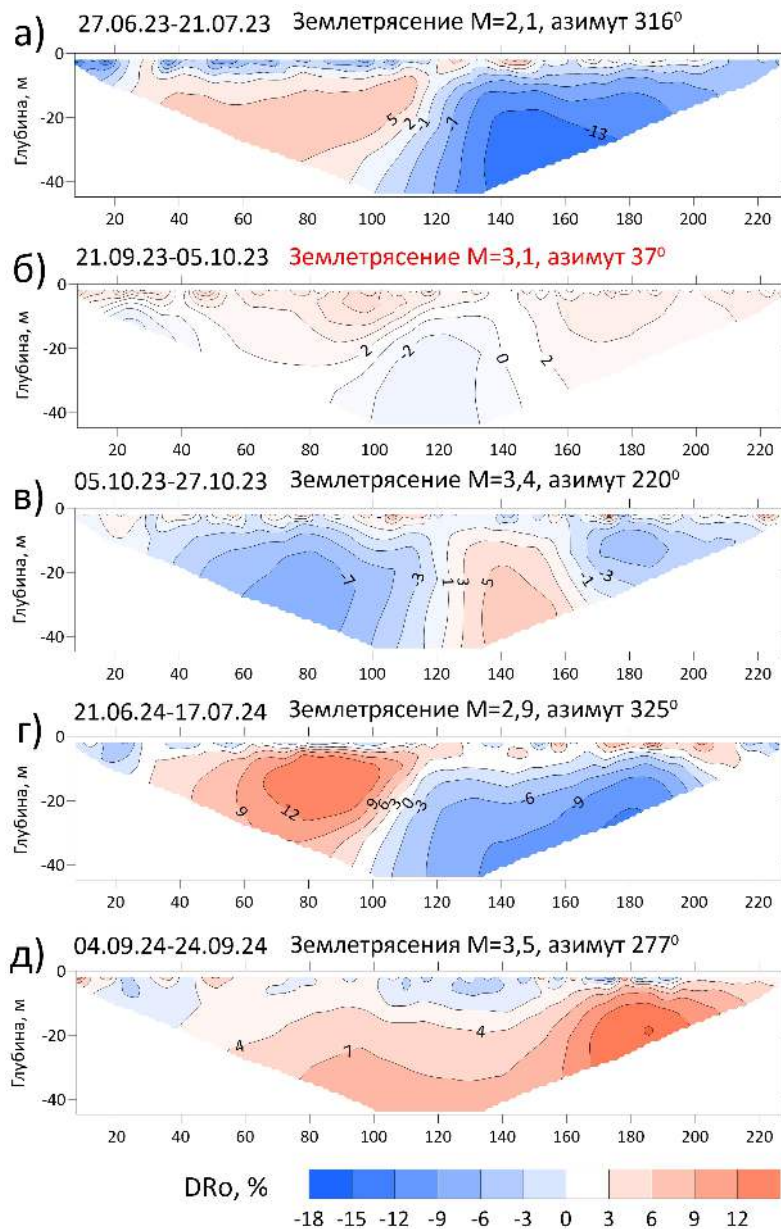 а) 27.06.23-21.07.23 Землетрясение М=2,1, азимут 316⁰
0
-20
-40
Глубина, м
5 2 -1 -7 -13
20 40 60 80 100 120 140 160 180 200 220
б) 21.09.23-05.10.23 Землетрясение М=3,1, азимут 37⁰
0
-20
-40
Глубина, м
2 -2 0 2
20 40 60 80 100 120 140 160 180 200 220
в) 05.10.23-27.10.23 Землетрясение М=3,4, азимут 220⁰
0
-20
-40
Глубина, м
-7 -3 1 3 5 -1 -3
20 40 60 80 100 120 140 160 180 200 220
г) 21.06.24-17.07.24 Землетрясение М=2,9, азимут 325⁰
0
-20
-40
Глубина, м
9 12 9 6 3 0 -3 -6 -9
20 40 60 80 100 120 140 160 180 200 220
д) 04.09.24-24.09.24 Землетрясения М=3,5, азимут 277⁰
0
-20
-40
Глубина, м
4 7 4
20 40 60 80 100 120 140 160 180 200 220
DRo, %
-18 -15 -12 -9 -6 -3 0 3 6 9 12